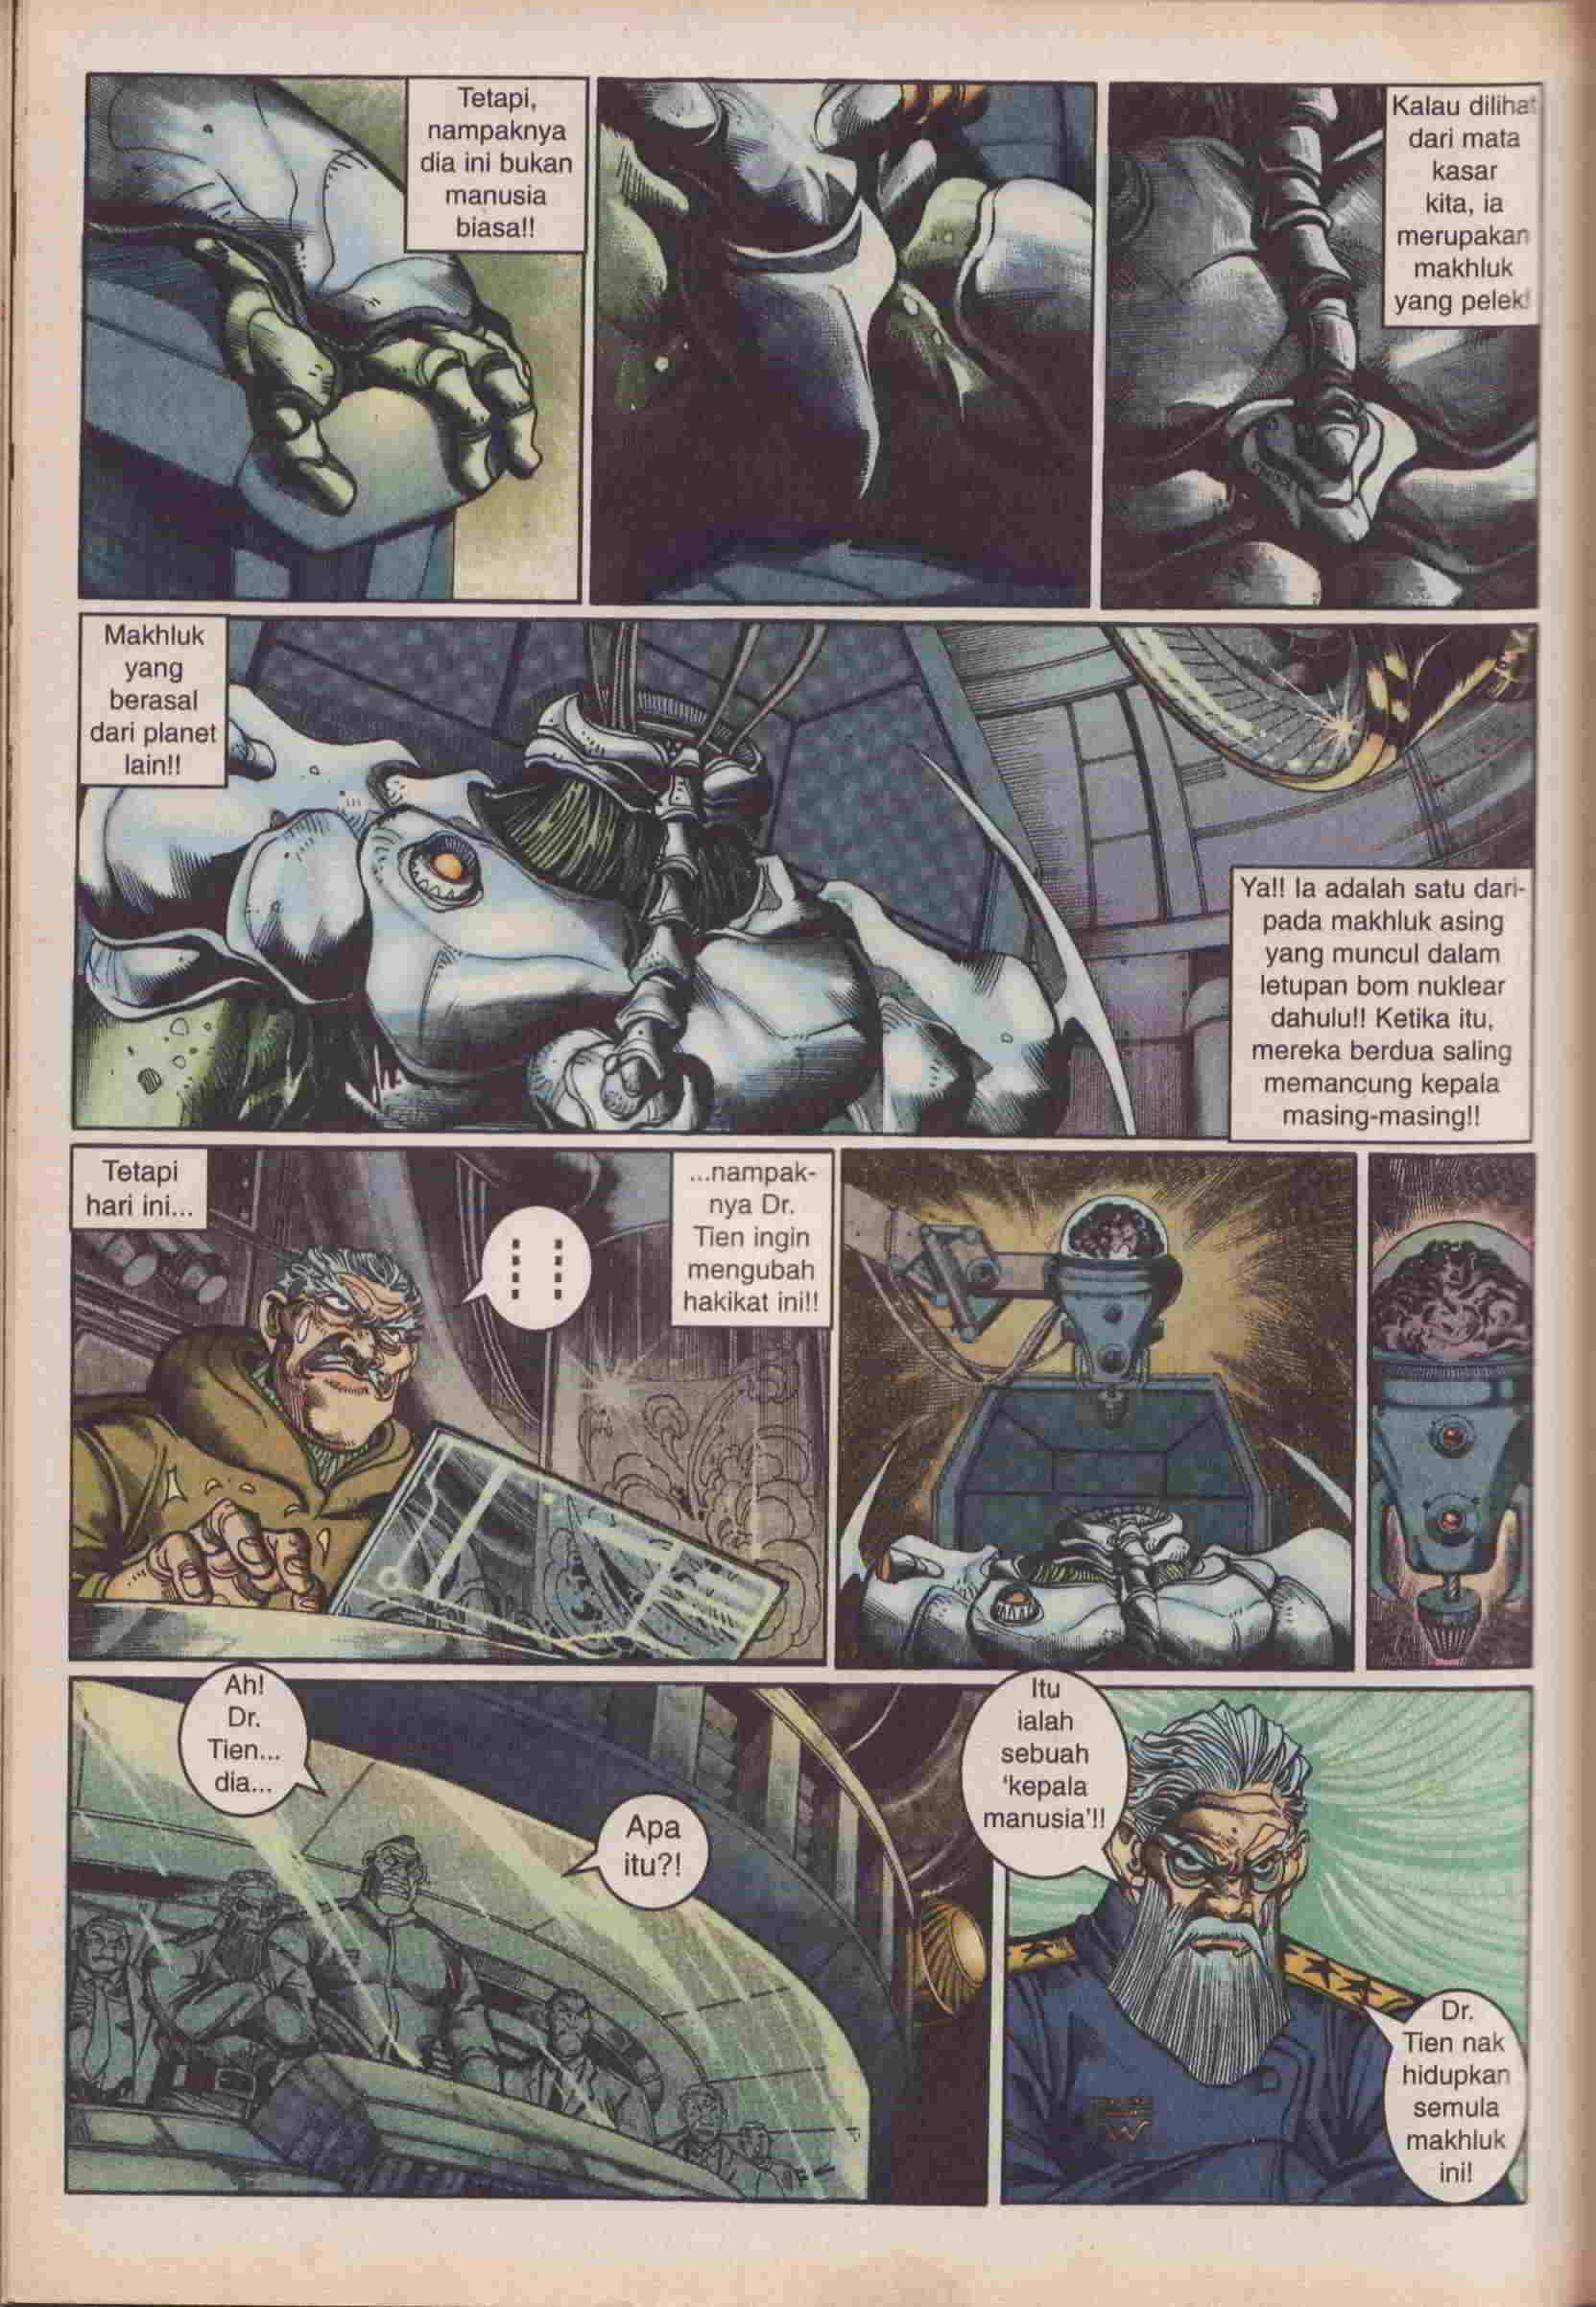 Tetapi,
nampaknya
dia ini bukan
manusia
biasa!!
Kalau dilihat
dari mata
kasar
kita, ia
merupakan
makhluk
yang pelek!
Makhluk
yang
berasal
dari planet
lain!!
Ya!! Ia adalah satu dari-
pada makhluk asing
yang muncul dalam
letupan bom nuklear
dahulu!! Ketika itu,
mereka berdua saling
memancung kepala
masing-masing!!
Tetapi
hari ini...
...nampak-
nya Dr.
Tien ingin
mengubah
hakikat ini!!
Ah!
Dr.
Tien...
dia...
Apa
itu?!
Itu
ialah
sebuah
‘kepala
manusia’!!
Dr.
Tien nak
hidupkan
semula
makhluk
ini!